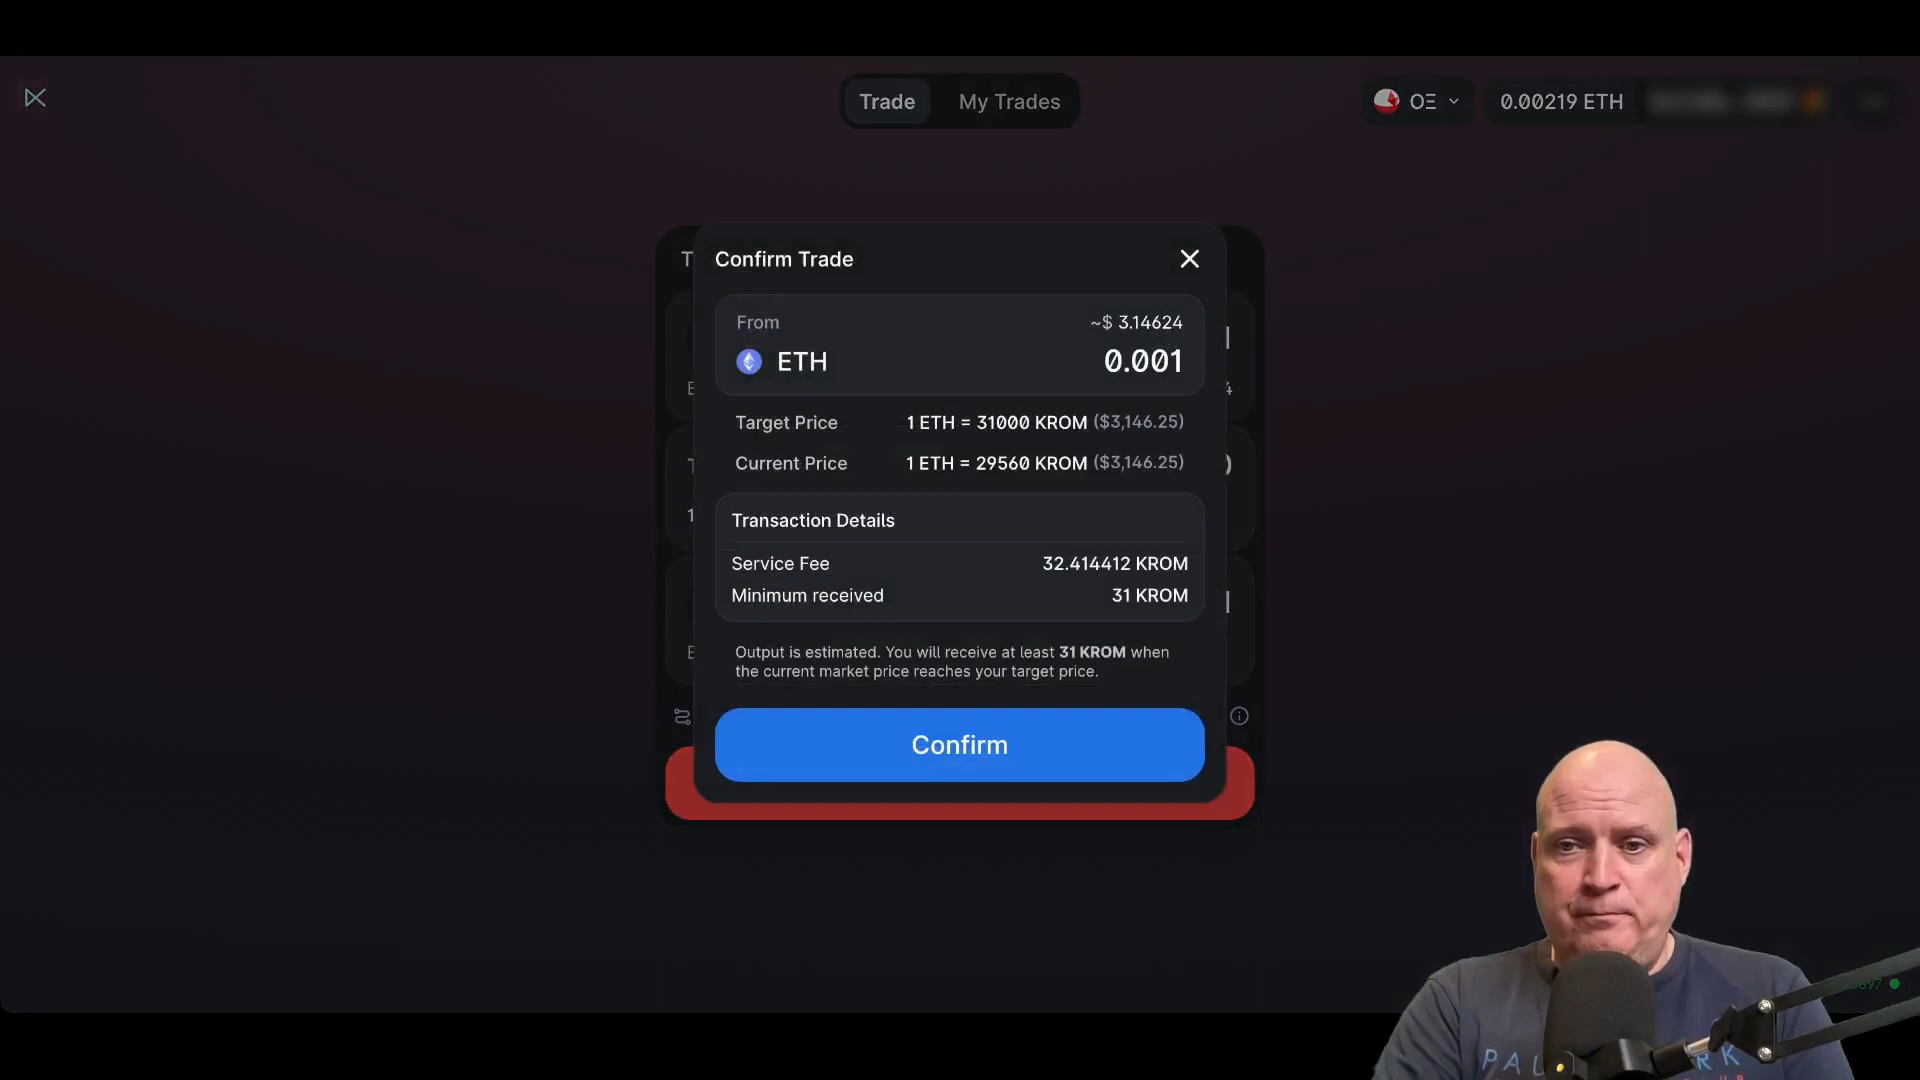 Trade
My Trades
0.00219 ETH
Confirm Trade
From
~$ 3.14624
ETH
0.001
Target Price
1 ETH = 31000 KROM ($3,146.25)
Current Price
1 ETH = 29560 KROM ($3,146.25)
Transaction Details
Service Fee
32.414412 KROM
Minimum received
31 KROM
Output is estimated. You will receive at least 31 KROM when
the current market price reaches your target price.
Confirm